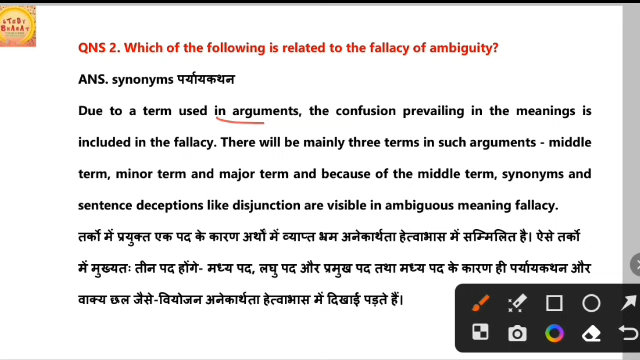 STUDY
BHARAT
QNS 2. Which of the following is related to the fallacy of ambiguity?
ANS. synonyms पर्यायकथन
Due to a term used in arguments, the confusion prevailing in the meanings is
included in the fallacy. There will be mainly three terms in such arguments - middle
term, minor term and major term and because of the middle term, synonyms and
sentence deceptions like disjunction are visible in ambiguous meaning fallacy.
तर्को में प्रयुक्त एक पद के कारण अर्थों में व्याप्त भ्रम अनेकार्थता हेत्वाभास में सम्मिलित है। ऐसे तर्को
में मुख्यतः तीन पद होंगे- मध्य पद, लघु पद और प्रमुख पद तथा मध्य पद के कारण ही पर्यायकथन और
वाक्य छल जैसे-वियोजन अनेकार्थता हेत्वाभास में दिखाई पड़ते हैं।